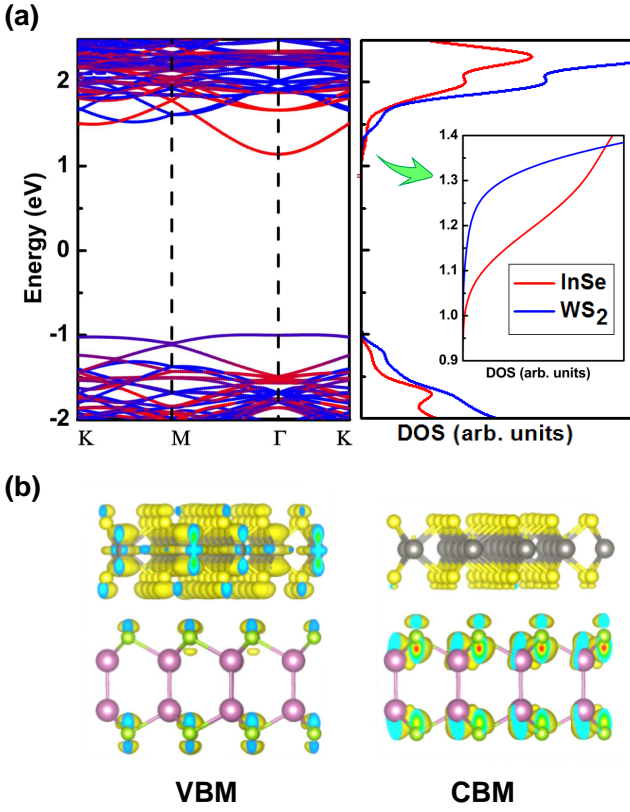 (a)
2
1
0
-1
-2
Energy (eV)
K
M
Γ
K
DOS (arb. units)
1.4
1.3
1.2
1.1
1.0
0.9
InSe
WS₂
DOS (arb. units)
(b)
VBM
CBM